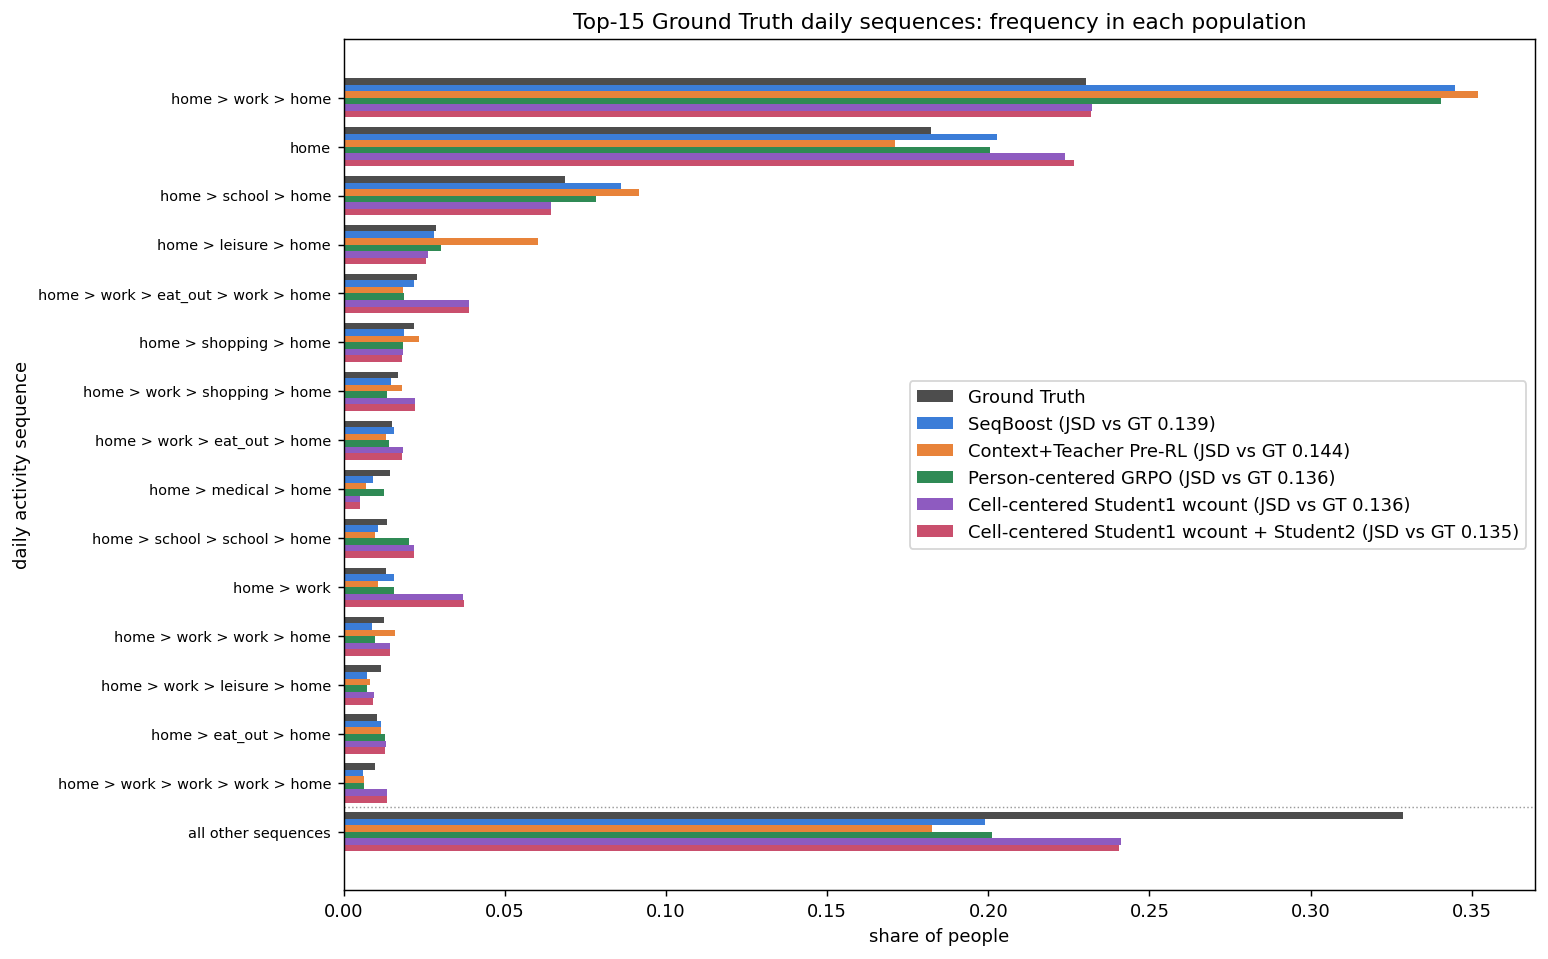 Top-15 Ground Truth daily sequences: frequency in each population
daily activity sequence
home > work > home
home
home > school > home
home > leisure > home
home > work > eat_out > work > home
home > shopping > home
home > work > shopping > home
home > work > eat_out > home
home > medical > home
home > school > school > home
home > work
home > work > work > home
home > work > leisure > home
home > eat_out > home
home > work > work > work > home
all other sequences
Ground Truth
SeqBoost (JSD vs GT 0.139)
Context+Teacher Pre-RL (JSD vs GT 0.144)
Person-centered GRPO (JSD vs GT 0.136)
Cell-centered Student1 wcount (JSD vs GT 0.136)
Cell-centered Student1 wcount + Student2 (JSD vs GT 0.135)
0.00 0.05 0.10 0.15 0.20 0.25 0.30 0.35
share of people